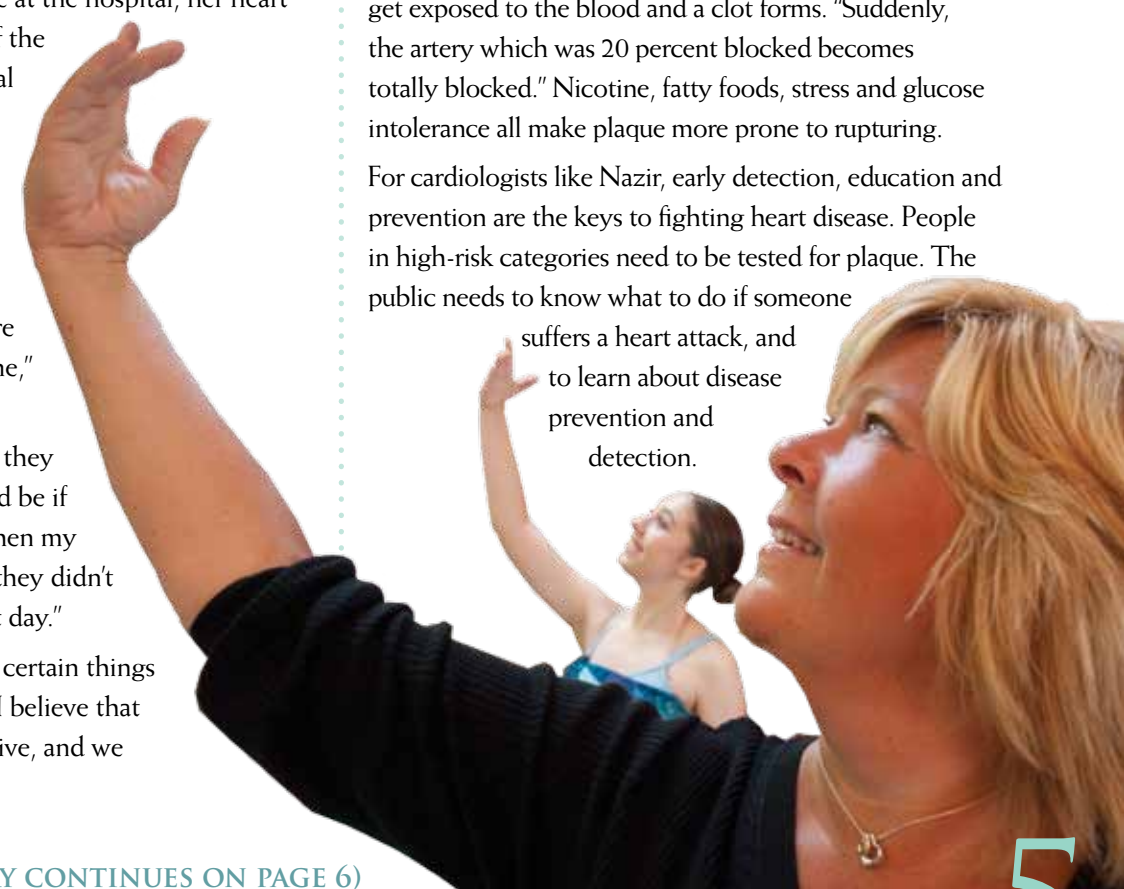 at the hospital, her heart
the
they
be if
my
they didn't
day."
certain things
believe that
and we
CONTINUES ON PAGE 6)
get exposed to the blood and a clot forms. "Suddenly,
the artery which was 20 percent blocked becomes
totally blocked." Nicotine, fatty foods, stress and glucose
intolerance all make plaque more prone to rupturing.
For cardiologists like Nazir, early detection, education and
prevention are the keys to fighting heart disease. People
in high-risk categories need to be tested for plaque. The
public needs to know what to do if someone
suffers a heart attack, and
to learn about disease
prevention and
detection.
5